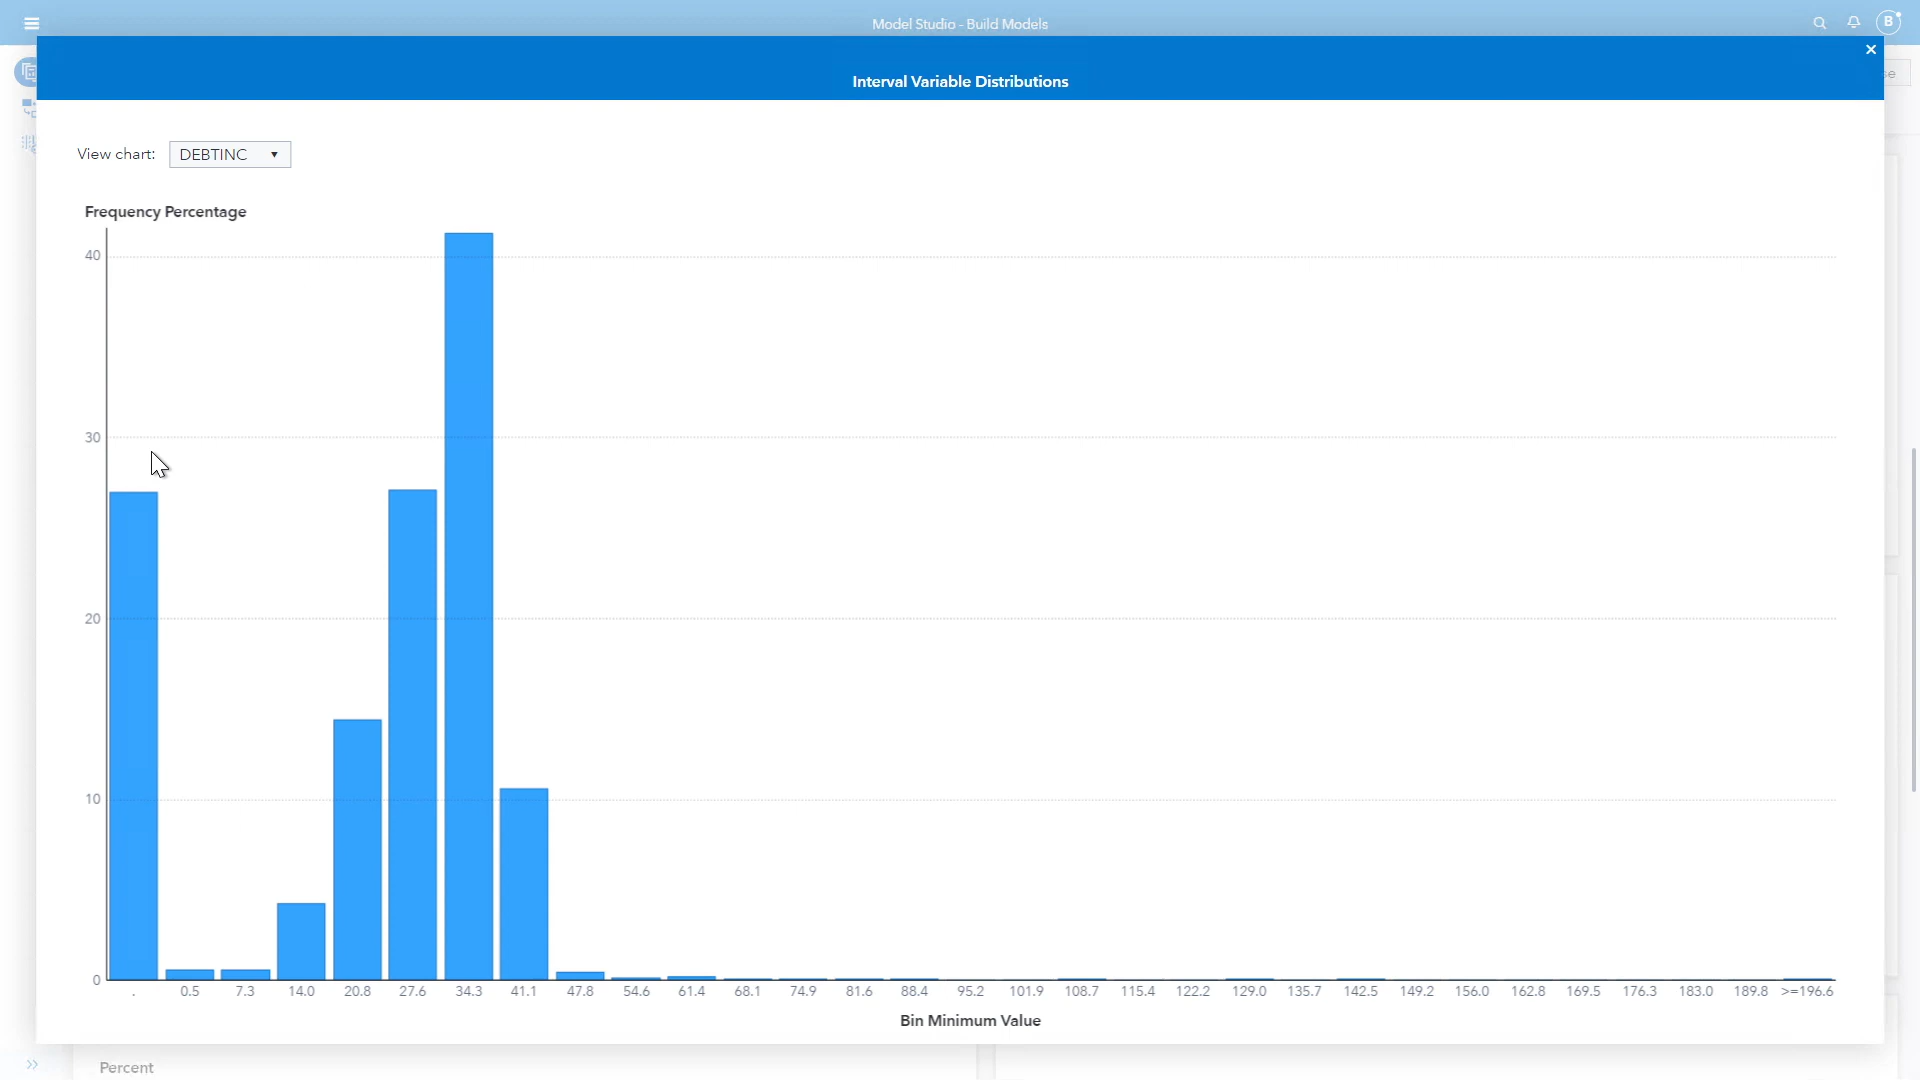 Model Studio - Build Models
B
Interval Variable Distributions
se
View chart: DEBTINC
Frequency Percentage
40
30
20
10
0
. 0.5 7.3 14.0 20.8 27.6 34.3 41.1 47.8 54.6 61.4 68.1 74.9 81.6 88.4 95.2 101.9 108.7 115.4 122.2 129.0 135.7 142.5 149.2 156.0 162.8 169.5 176.3 183.0 189.8 >=196.6
Bin Minimum Value
Percent